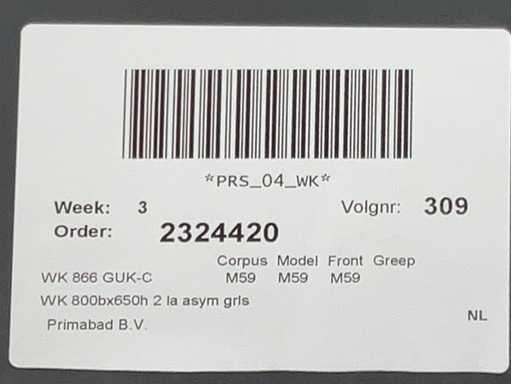 *PRS_04_WK*
Week: 3 Volgnr: 309
Order: 2324420
Corpus Model Front Greep
WK 866 GUK-C M59 M59 M59
WK 800bx650h 2 la asym grls
Primabad B.V.
NL